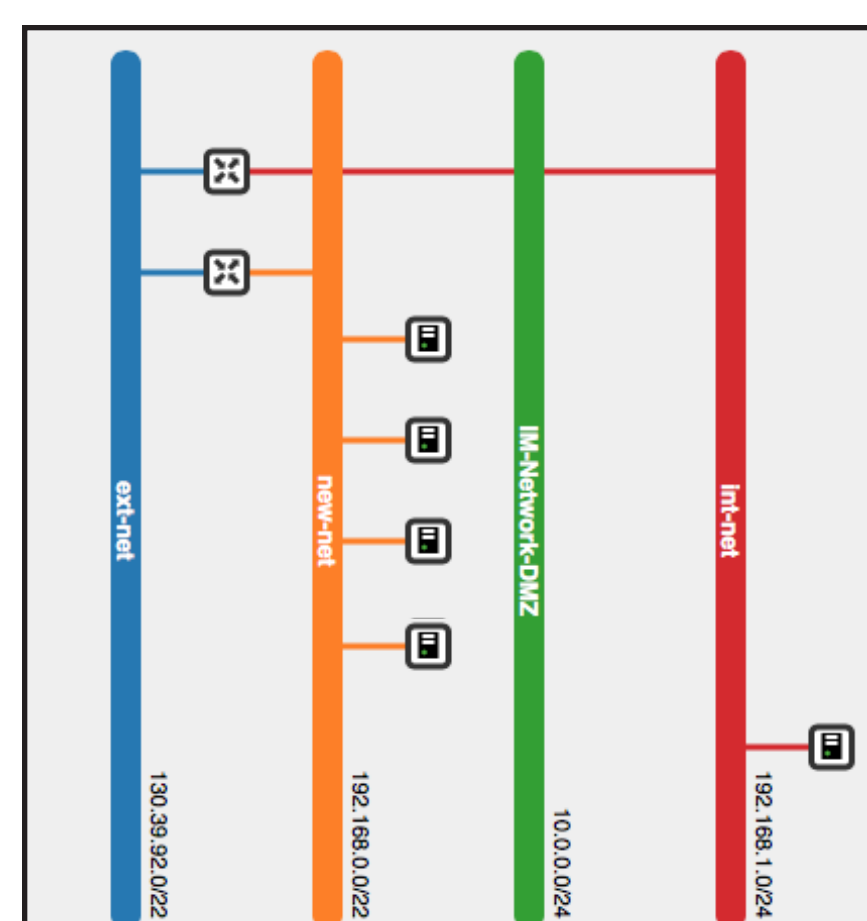 ext-net
130.39.92.0/22
new-net
192.168.0.0/22
IM-Network-DMZ
10.0.0.0/24
int-net
192.168.1.0/24